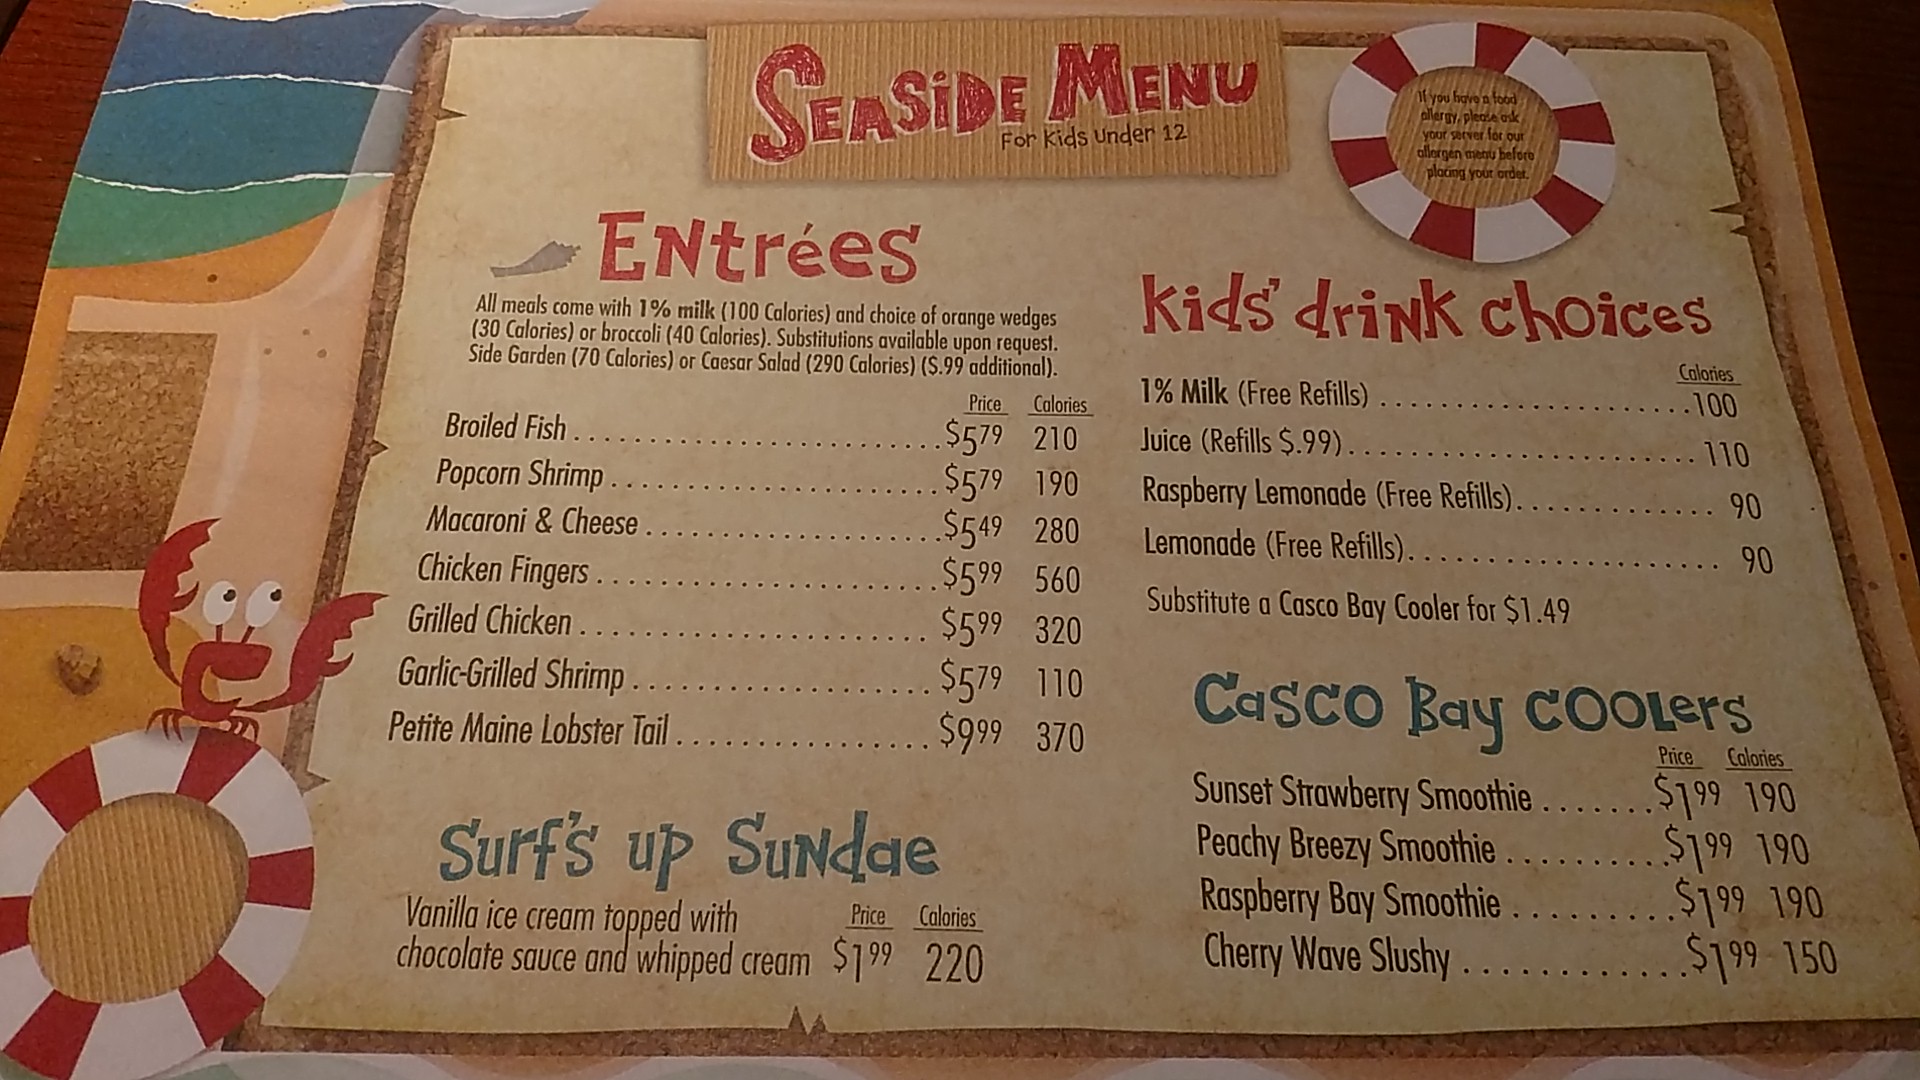 Seaside Menu
For Kids Under 12
If you have a food
allergy, please ask
your server for our
allergen menu before
placing your order.
Entrées
All meals come with 1% milk (100 Calories) and choice of orange wedges
(30 Calories) or broccoli (40 Calories). Substitutions available upon request.
Side Garden (70 Calories) or Caesar Salad (290 Calories) ($.99 additional).
Price Calories
Broiled Fish ........................ $5.79 210
Popcorn Shrimp ...................... $5.79 190
Macaroni & Cheese .................... $5.49 280
Chicken Fingers ....................... $5.99 560
Grilled Chicken ........................ $5.99 320
Garlic-Grilled Shrimp .................... $5.79 110
Petite Maine Lobster Tail ................ $9.99 370
Surf's up Sundae
Price Calories
Vanilla ice cream topped with
chocolate sauce and whipped cream $1.99 220
Kids' drink choices
Calories
1% Milk (Free Refills) ..................... 100
Juice (Refills $.99) ....................... 110
Raspberry Lemonade (Free Refills) ............. 90
Lemonade (Free Refills) .................... 90
Substitute a Casco Bay Cooler for $1.49
Casco Bay Coolers
Price Calories
Sunset Strawberry Smoothie ....... $1.99 190
Peachy Breezy Smoothie .......... $1.99 190
Raspberry Bay Smoothie .......... $1.99 190
Cherry Wave Slushy ............. $1.99 150